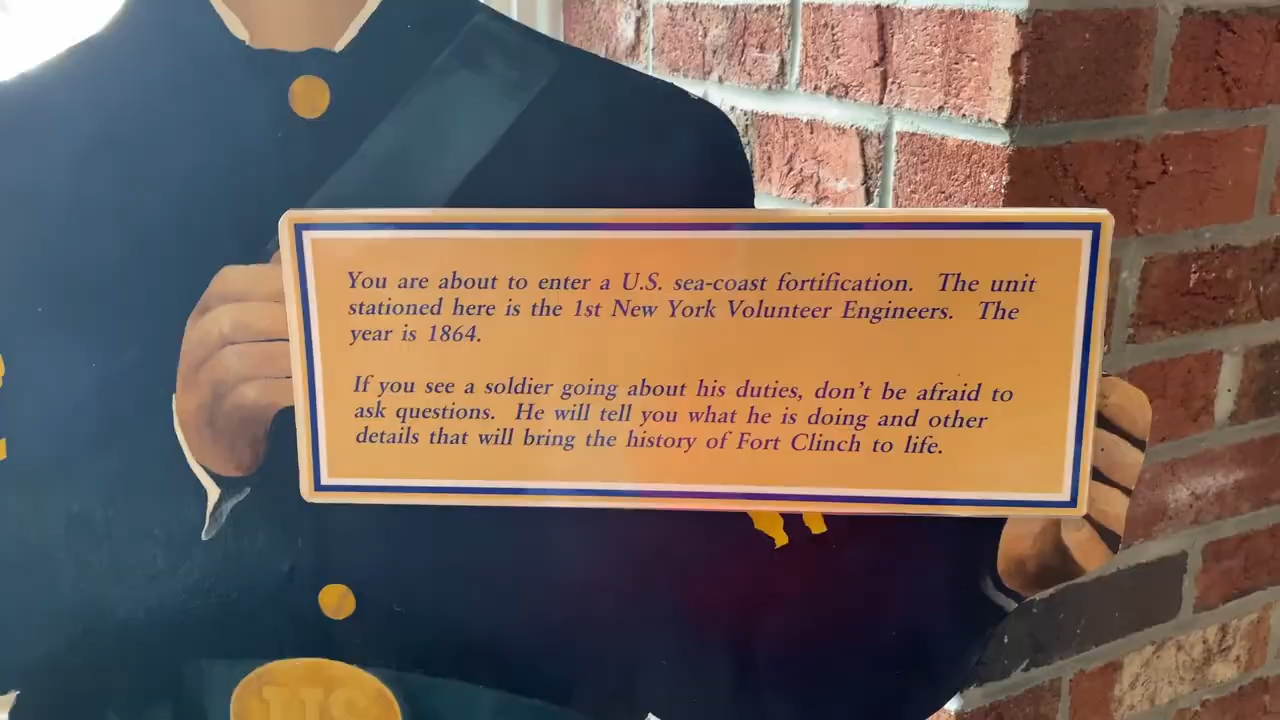 You are about to enter a U.S. sea-coast fortification. The unit
stationed here is the 1st New York Volunteer Engineers. The
year is 1864.
If you see a soldier going about his duties, don't be afraid to
ask questions. He will tell you what he is doing and other
details that will bring the history of Fort Clinch to life.
US